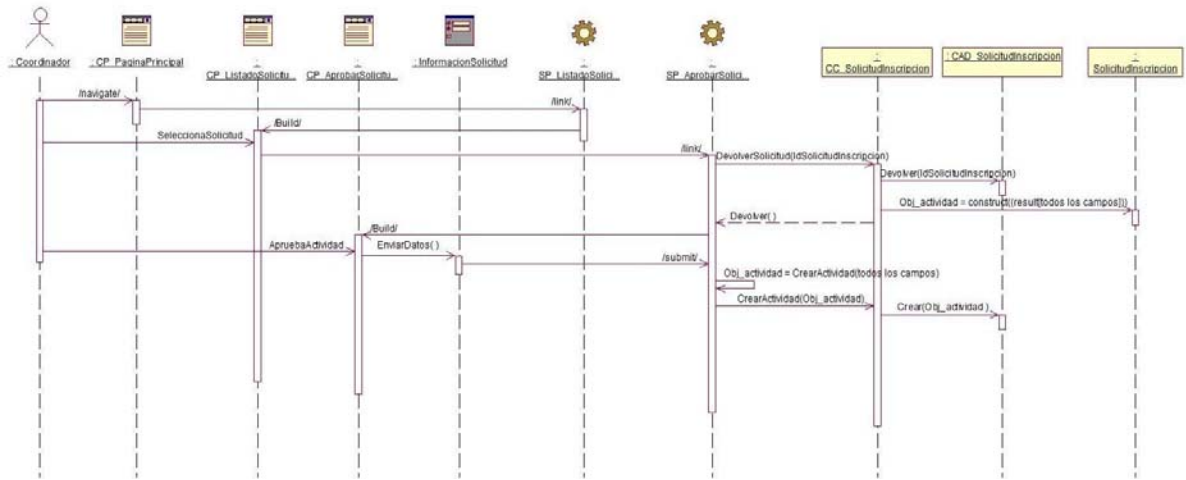 : Coordinador
: CP_PaginaPrincipal
:
CP_ListadoSolicitu...
:
CP_AprobarSolicitu...
: InformacionSolicitud
:
SP_ListadoSolici...
:
SP_AprobarSolici...
:
CC_SolicitudInscripcion
: CAD_SolicitudInscripcion
:
SolicitudInscripcion
/navigate/
/link/
/Build/
SeleccionaSolicitud
/link/
DevolverSolicitud(IdSolicitudInscripcion)
Devolver(IdSolicitudInscripcion)
Obj_actividad = construct((result[todos los campos]))
Devolver( )
/Build/
ApruebaActividad
EnviarDatos( )
/submit/
Obj_actividad = CrearActividad(todos los campos)
CrearActividad(Obj_actividad)
Crear(Obj_actividad )